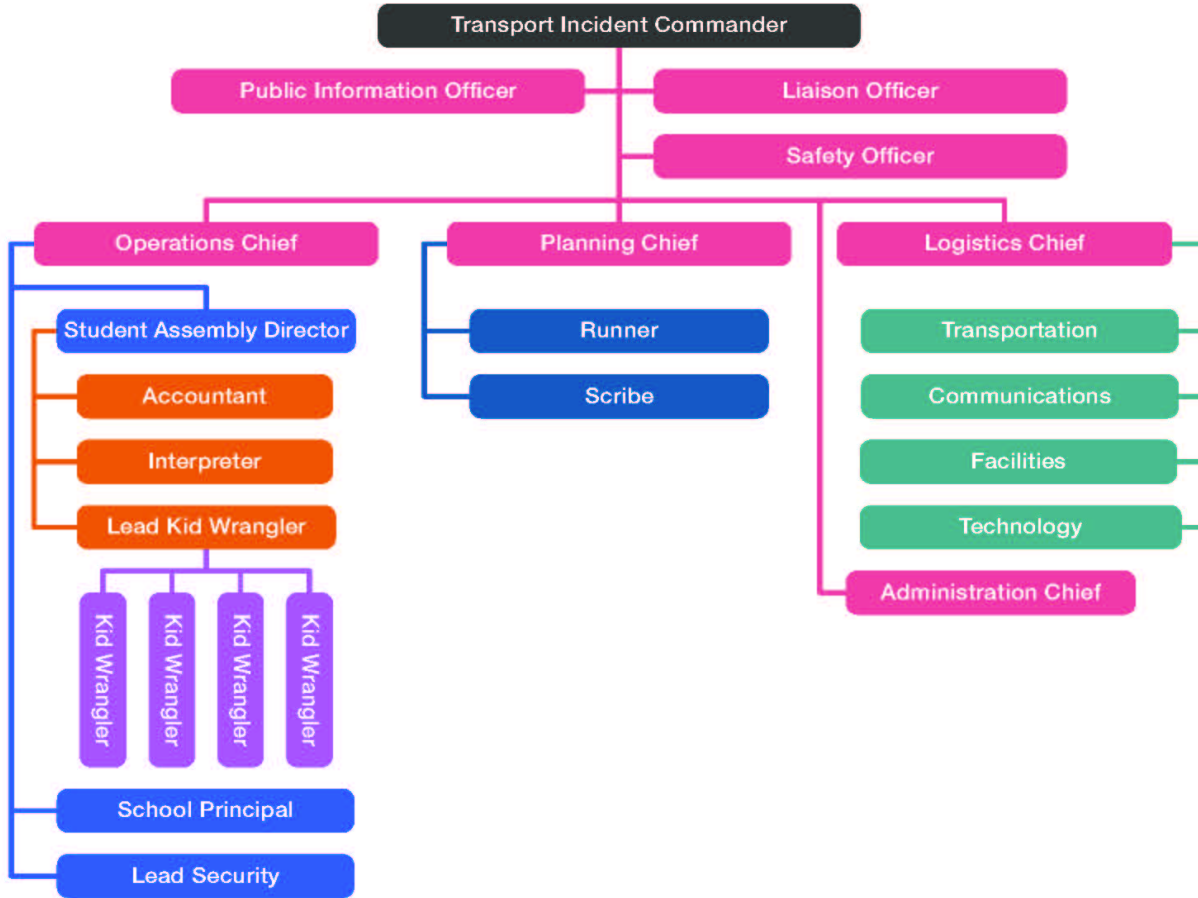 Transport Incident Commander
Public Information Officer
Liaison Officer
Safety Officer
Operations Chief
Planning Chief
Logistics Chief
Student Assembly Director
Runner
Transportation
Accountant
Scribe
Communications
Interpreter
Facilities
Lead Kid Wrangler
Technology
Administration Chief
Kid Wrangler
Kid Wrangler
Kid Wrangler
Kid Wrangler
School Principal
Lead Security